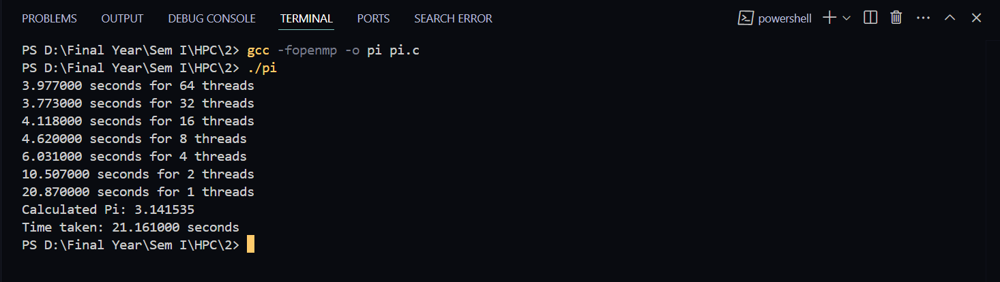 PROBLEMS OUTPUT DEBUG CONSOLE TERMINAL PORTS SEARCH ERROR powershell
PS D:\Final Year\Sem I\HPC\2> gcc -fopenmp -o pi pi.c
PS D:\Final Year\Sem I\HPC\2> ./pi
3.977000 seconds for 64 threads
3.773000 seconds for 32 threads
4.118000 seconds for 16 threads
4.620000 seconds for 8 threads
6.031000 seconds for 4 threads
10.507000 seconds for 2 threads
20.870000 seconds for 1 threads
Calculated Pi: 3.141535
Time taken: 21.161000 seconds
PS D:\Final Year\Sem I\HPC\2>